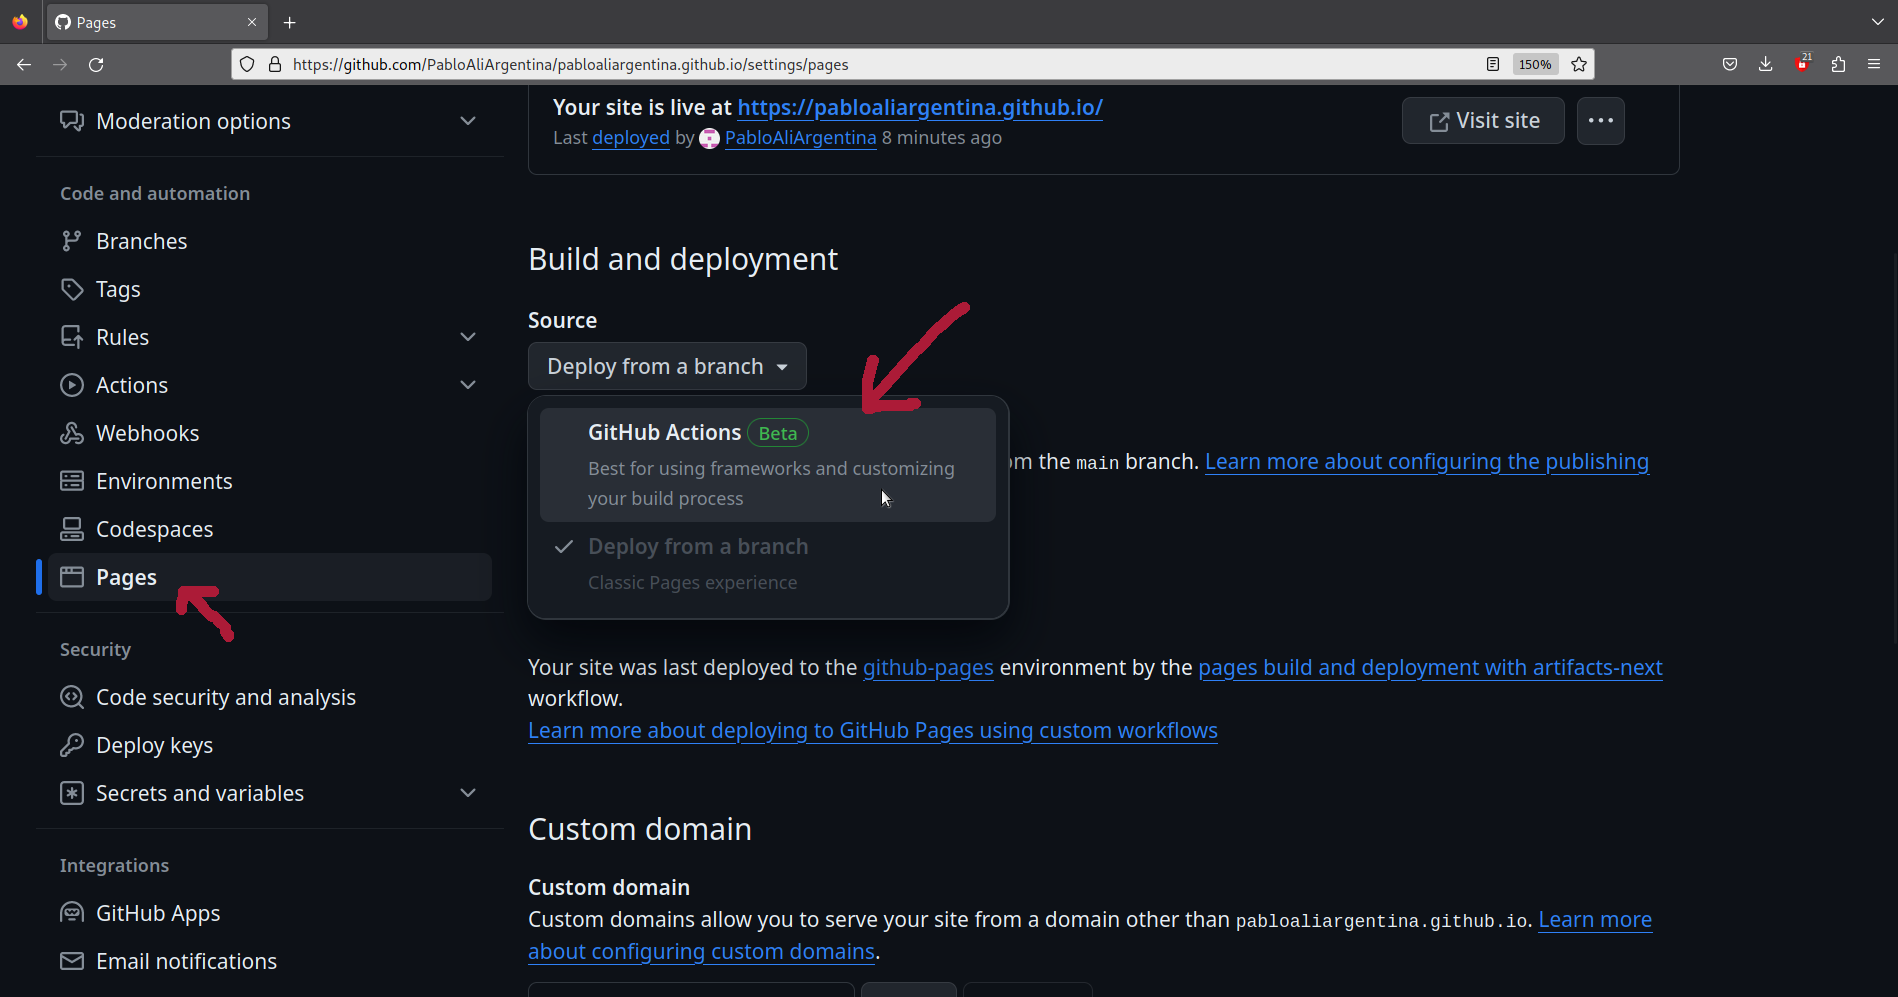 Pages
https://github.com/PabloAliArgentina/pabloaliargentina.github.io/settings/pages
150%
21
Moderation options
Code and automation
Branches
Tags
Rules
Actions
Webhooks
Environments
Codespaces
Pages
Security
Code security and analysis
Deploy keys
Secrets and variables
Integrations
GitHub Apps
Email notifications
Your site is live at https://pabloaliargentina.github.io/
Last deployed by PabloAliArgentina 8 minutes ago
Visit site
Build and deployment
Source
Deploy from a branch
GitHub Actions Beta
Best for using frameworks and customizing
your build process
Deploy from a branch
Classic Pages experience
the main branch. Learn more about configuring the publishing
Your site was last deployed to the github-pages environment by the pages build and deployment with artifacts-next
workflow.
Learn more about deploying to GitHub Pages using custom workflows
Custom domain
Custom domain
Custom domains allow you to serve your site from a domain other than pabloaliargentina.github.io. Learn more
about configuring custom domains.